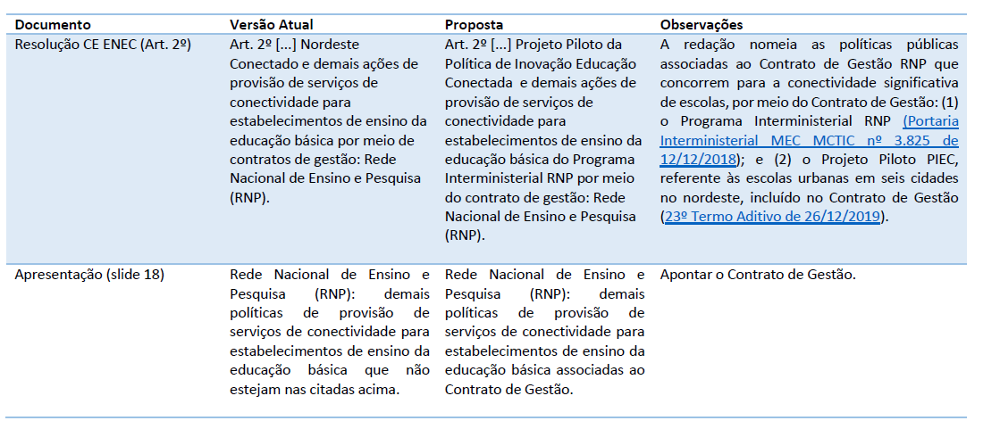 Documento
Versão Atual
Proposta
Observações
Resolução CE ENEC (Art. 2º)
Art. 2º [...] Nordeste
Conectado e demais ações de
provisão de serviços de
conectividade para
estabelecimentos de ensino da
educação básica por meio de
contratos de gestão: Rede
Nacional de Ensino e Pesquisa
(RNP).
Art. 2º [...] Projeto Piloto da
Política de Inovação Educação
Conectada e demais ações de
provisão de serviços de
conectividade para
estabelecimentos de ensino da
educação básica do Programa
Interministerial RNP por meio
do contrato de gestão: Rede
Nacional de Ensino e Pesquisa
(RNP).
A redação nomeia as políticas públicas
associadas ao Contrato de Gestão RNP que
concorrem para a conectividade significativa
de escolas, por meio do Contrato de Gestão: (1)
o Programa Interministerial RNP (Portaria
Interministerial MEC MCTIC nº 3.825 de
12/12/2018); e (2) o Projeto Piloto PIEC,
referente às escolas urbanas em seis cidades
no nordeste, incluído no Contrato de Gestão
(23º Termo Aditivo de 26/12/2019).
Apresentação (slide 18)
Rede Nacional de Ensino e
Pesquisa (RNP): demais
políticas de provisão de
serviços de conectividade para
estabelecimentos de ensino da
educação básica que não
estejam nas citadas acima.
Rede Nacional de Ensino e
Pesquisa (RNP): demais
políticas de provisão de
serviços de conectividade para
estabelecimentos de ensino da
educação básica associadas ao
Contrato de Gestão.
Apontar o Contrato de Gestão.